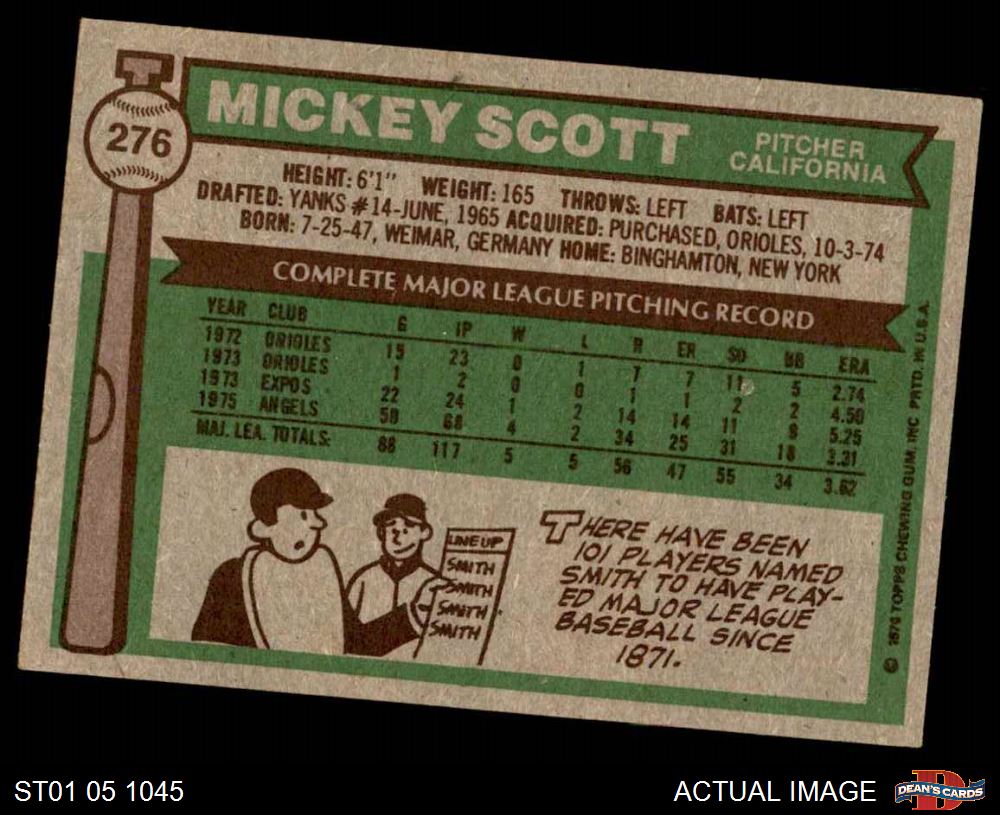 276
MICKEY SCOTT
PITCHER
CALIFORNIA
HEIGHT: 6'1" WEIGHT: 165 THROWS: LEFT BATS: LEFT
DRAFTED: YANKS #14-JUNE, 1965 ACQUIRED: PURCHASED, ORIOLES, 10-3-74
BORN: 7-25-47, WEIMAR, GERMANY HOME: BINGHAMTON, NEW YORK
COMPLETE MAJOR LEAGUE PITCHING RECORD
YEAR CLUB G IP W L R ER SO BB ERA
1972 ORIOLES 15 23 0 1 7 7 11 5 2.74
1973 ORIOLES 1 2 0 0 1 1 2 2 4.50
1973 EXPOS 22 24 1 2 14 14 11 9 5.25
1975 ANGELS 50 68 4 2 34 25 31 18 3.31
MAJ. LEA. TOTALS: 88 117 5 5 56 47 55 34 3.62
LINEUP
SMITH
SMITH
SMITH
SMITH
THERE HAVE BEEN
101 PLAYERS NAMED
SMITH TO HAVE PLAY-
ED MAJOR LEAGUE
BASEBALL SINCE
1871.
© 1976 TOPPS CHEWING GUM, INC PRTD. IN U.S.A.
ST01 05 1045
ACTUAL IMAGE
D
DEAN'S CARDS